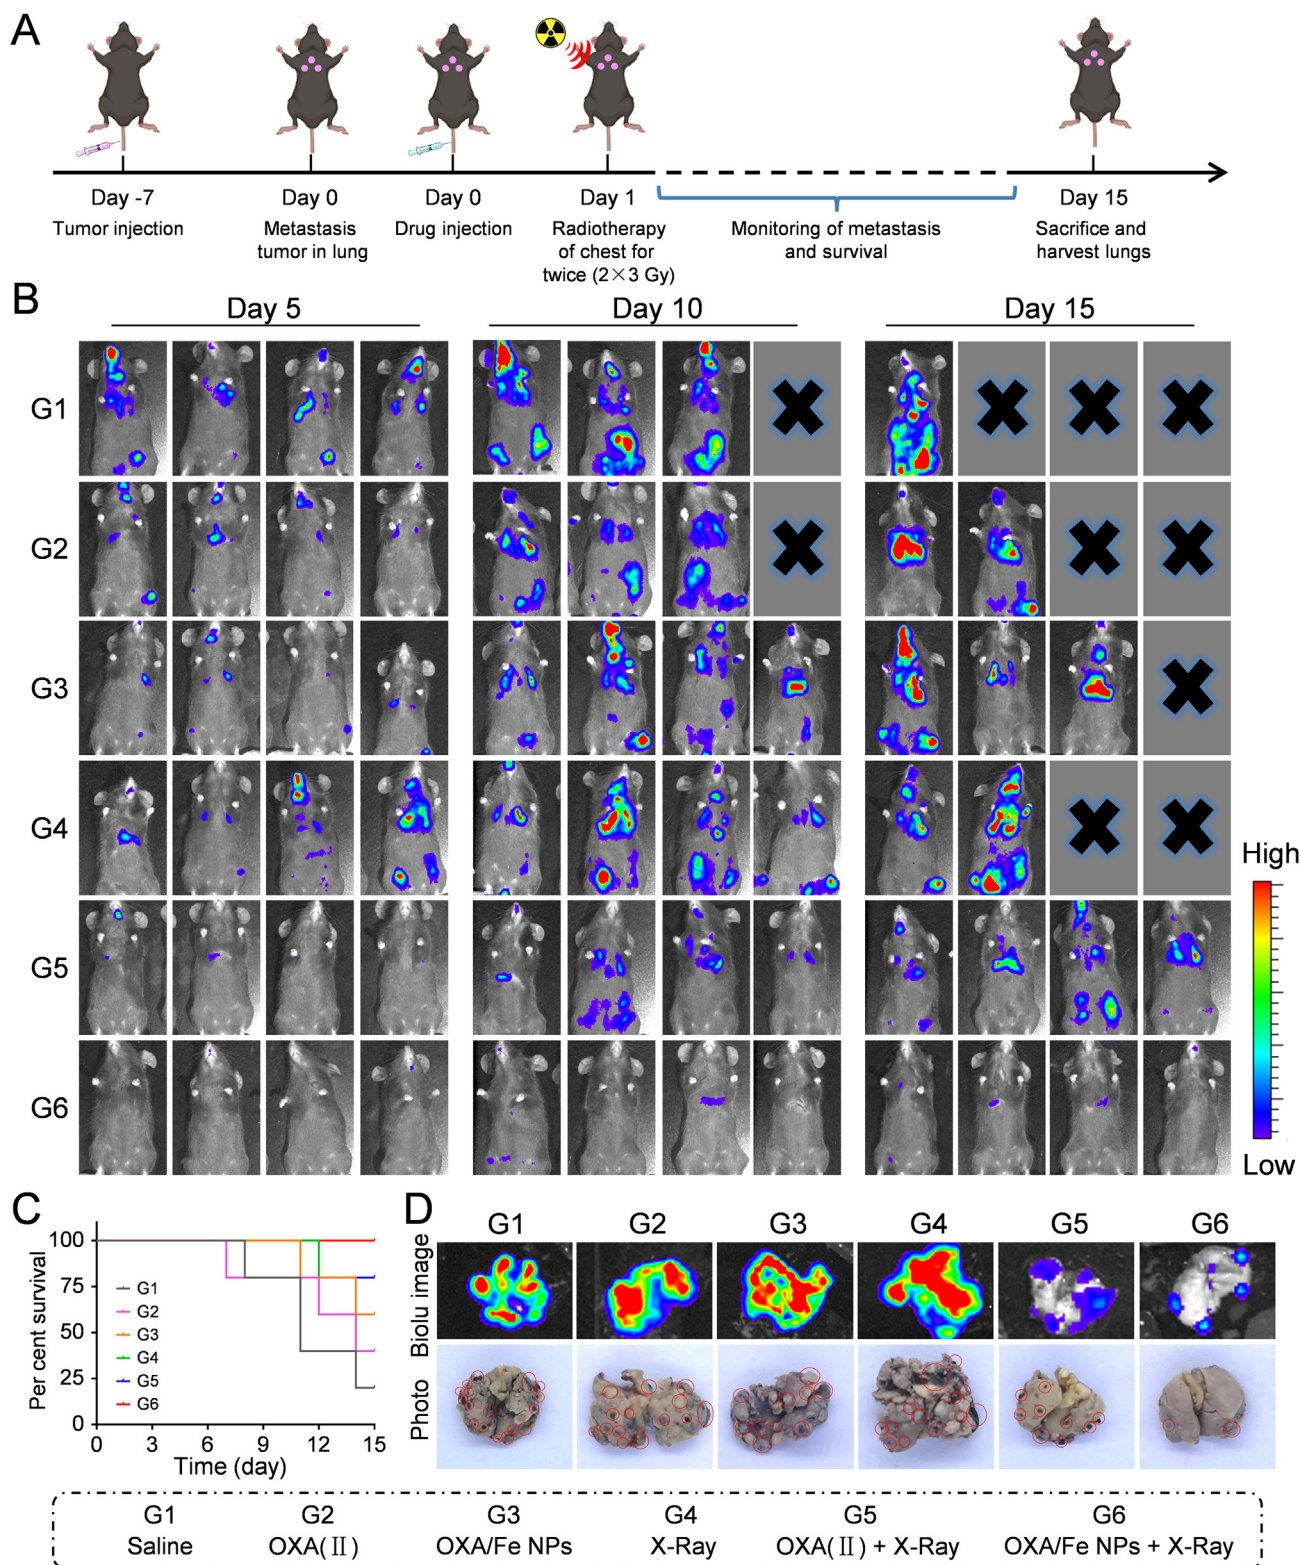 A
Day -7
Tumor injection
Day 0
Metastasis
tumor in lung
Day 0
Drug injection
Day 1
Radiotherapy
of chest for
twice (2×3 Gy)
Monitoring of metastasis
and survival
Day 15
Sacrifice and
harvest lungs
B
Day 5
Day 10
Day 15
G1
G2
G3
G4
G5
G6
High
Low
C
Per cent survival
100
75
50
25
0
0 3 6 9 12 15
Time (day)
G1
G2
G3
G4
G5
G6
D
G1 G2 G3 G4 G5 G6
Biolu image
Photo
G1 G2 G3 G4 G5 G6
Saline OXA(Ⅱ) OXA/Fe NPs X-Ray OXA(Ⅱ) + X-Ray OXA/Fe NPs + X-Ray